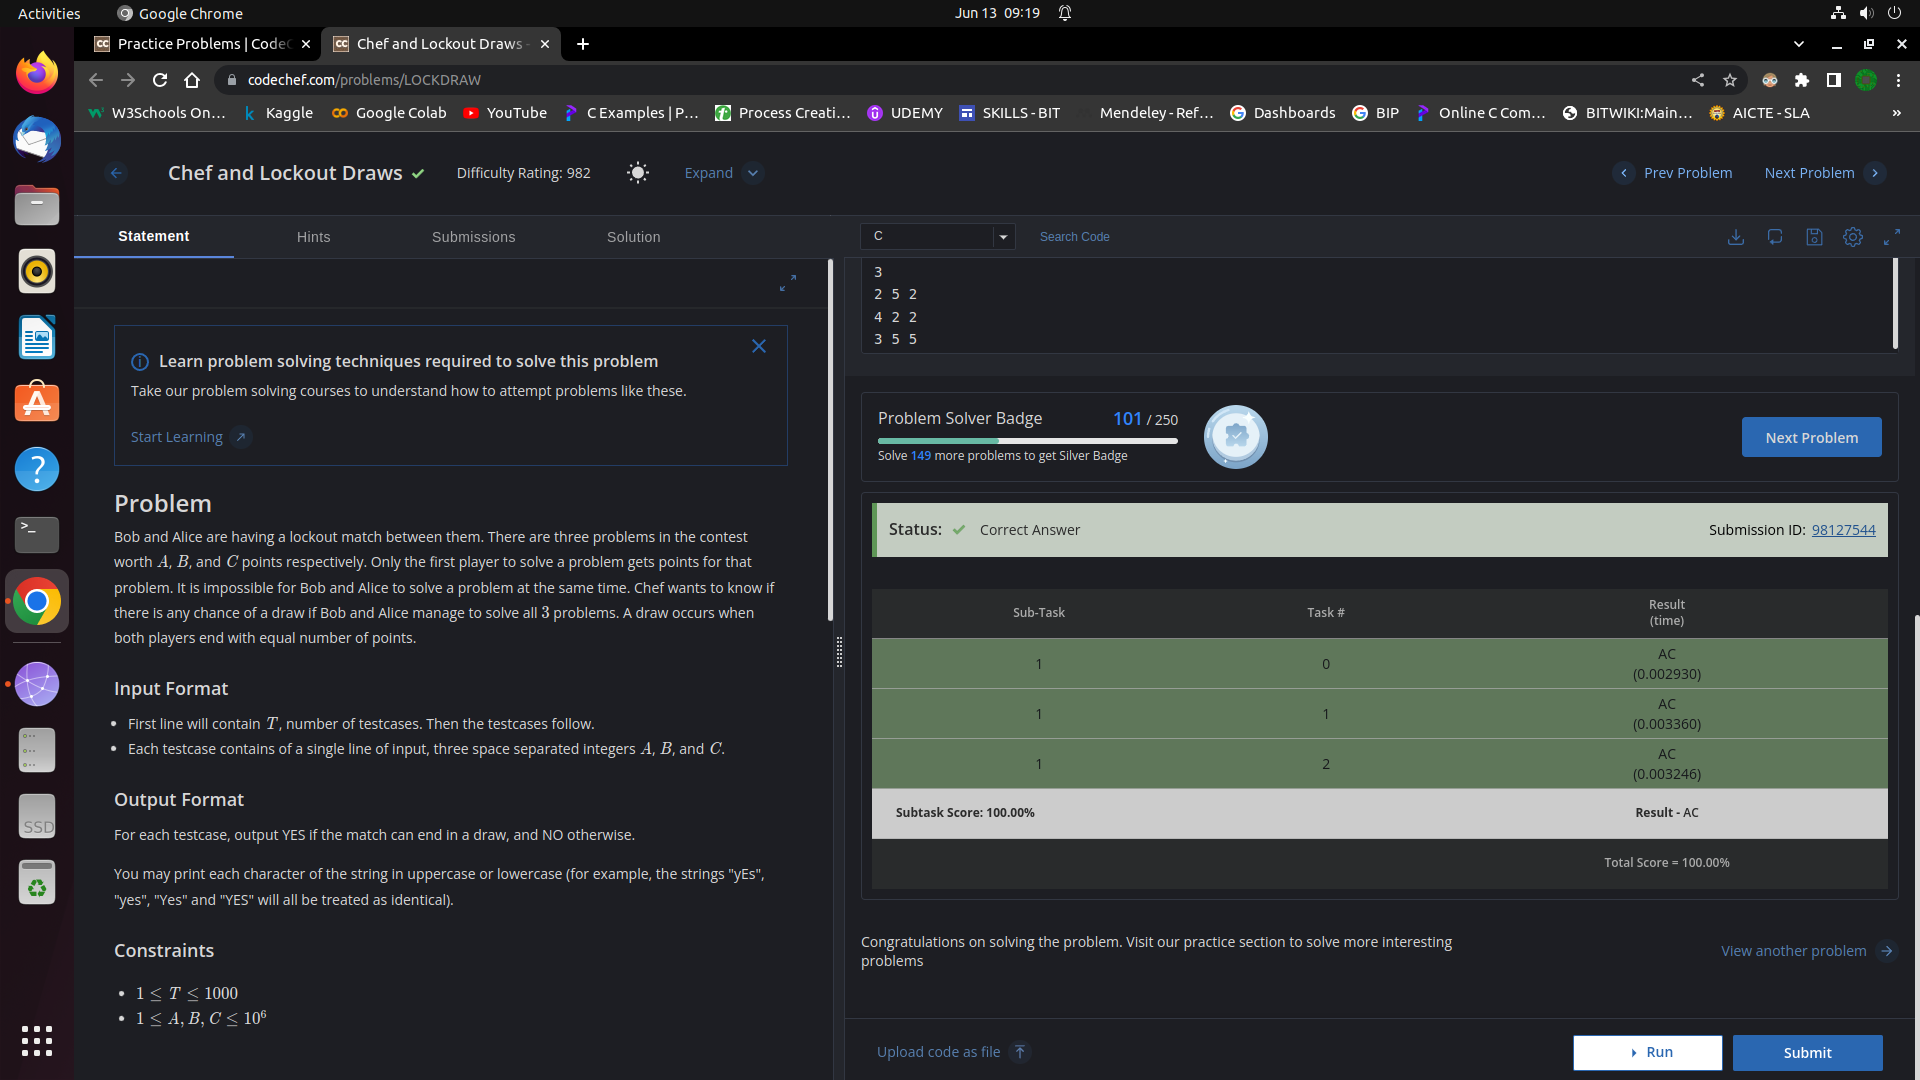 Activities
Google Chrome
Jun 13 09:19
Practice Problems | CodeC
Chef and Lockout Draws -
codechef.com/problems/LOCKDRAW
W3Schools On...
Kaggle
Google Colab
YouTube
C Examples | P...
Process Creati...
UDEMY
SKILLS - BIT
Mendeley - Ref...
Dashboards
BIP
Online C Com...
BITWIKI:Main...
AICTE - SLA
»
Chef and Lockout Draws
Difficulty Rating: 982
Expand
Prev Problem
Next Problem
Statement
Hints
Submissions
Solution
Learn problem solving techniques required to solve this problem
Take our problem solving courses to understand how to attempt problems like these.
Start Learning
Problem
Bob and Alice are having a lockout match between them. There are three problems in the contest
worth A, B, and C points respectively. Only the first player to solve a problem gets points for that
problem. It is impossible for Bob and Alice to solve a problem at the same time. Chef wants to know if
there is any chance of a draw if Bob and Alice manage to solve all 3 problems. A draw occurs when
both players end with equal number of points.
Input Format
• First line will contain T, number of testcases. Then the testcases follow.
• Each testcase contains of a single line of input, three space separated integers A, B, and C.
Output Format
For each testcase, output YES if the match can end in a draw, and NO otherwise.
You may print each character of the string in uppercase or lowercase (for example, the strings "yEs",
"yes", "Yes" and "YES" will all be treated as identical).
Constraints
• 1 ≤ T ≤ 1000
• 1 ≤ A, B, C ≤ 10⁶
C
Search Code
3
2 5 2
4 2 2
3 5 5
Problem Solver Badge
101 / 250
Solve 149 more problems to get Silver Badge
Next Problem
Status: Correct Answer
Submission ID: 98127544
Sub-Task
Task #
Result
(time)
1
0
AC
(0.002930)
1
1
AC
(0.003360)
1
2
AC
(0.003246)
Subtask Score: 100.00%
Result - AC
Total Score = 100.00%
Congratulations on solving the problem. Visit our practice section to solve more interesting
problems
View another problem
Upload code as file
Run
Submit
SSD